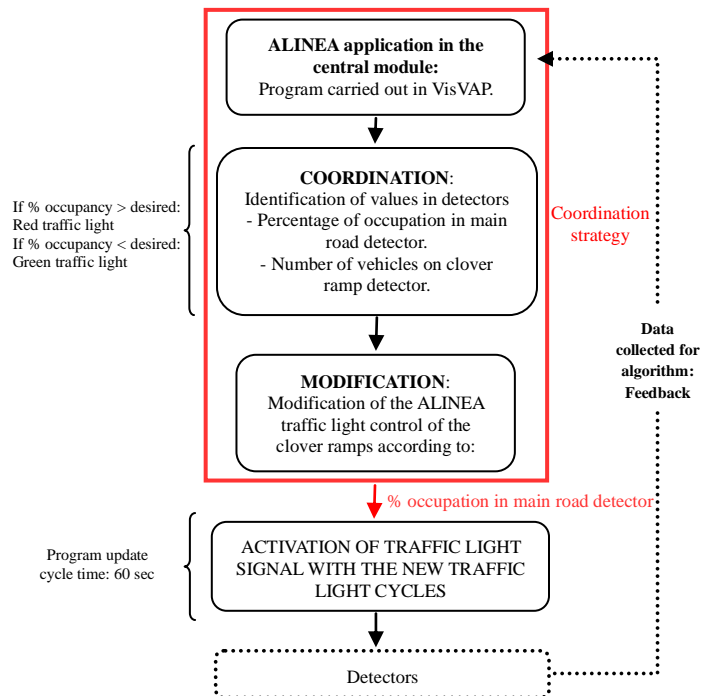 ALINEA application in the
central module:
Program carried out in VisVAP.
COORDINATION:
Identification of values in detectors
- Percentage of occupation in main
road detector.
- Number of vehicles on clover
ramp detector.
If % occupancy > desired:
Red traffic light
If % occupancy < desired:
Green traffic light
Coordination
strategy
MODIFICATION:
Modification of the ALINEA
traffic light control of the
clover ramps according to:
Data
collected for
algorithm:
Feedback
% occupation in main road detector
Program update
cycle time: 60 sec
ACTIVATION OF TRAFFIC LIGHT
SIGNAL WITH THE NEW TRAFFIC
LIGHT CYCLES
Detectors